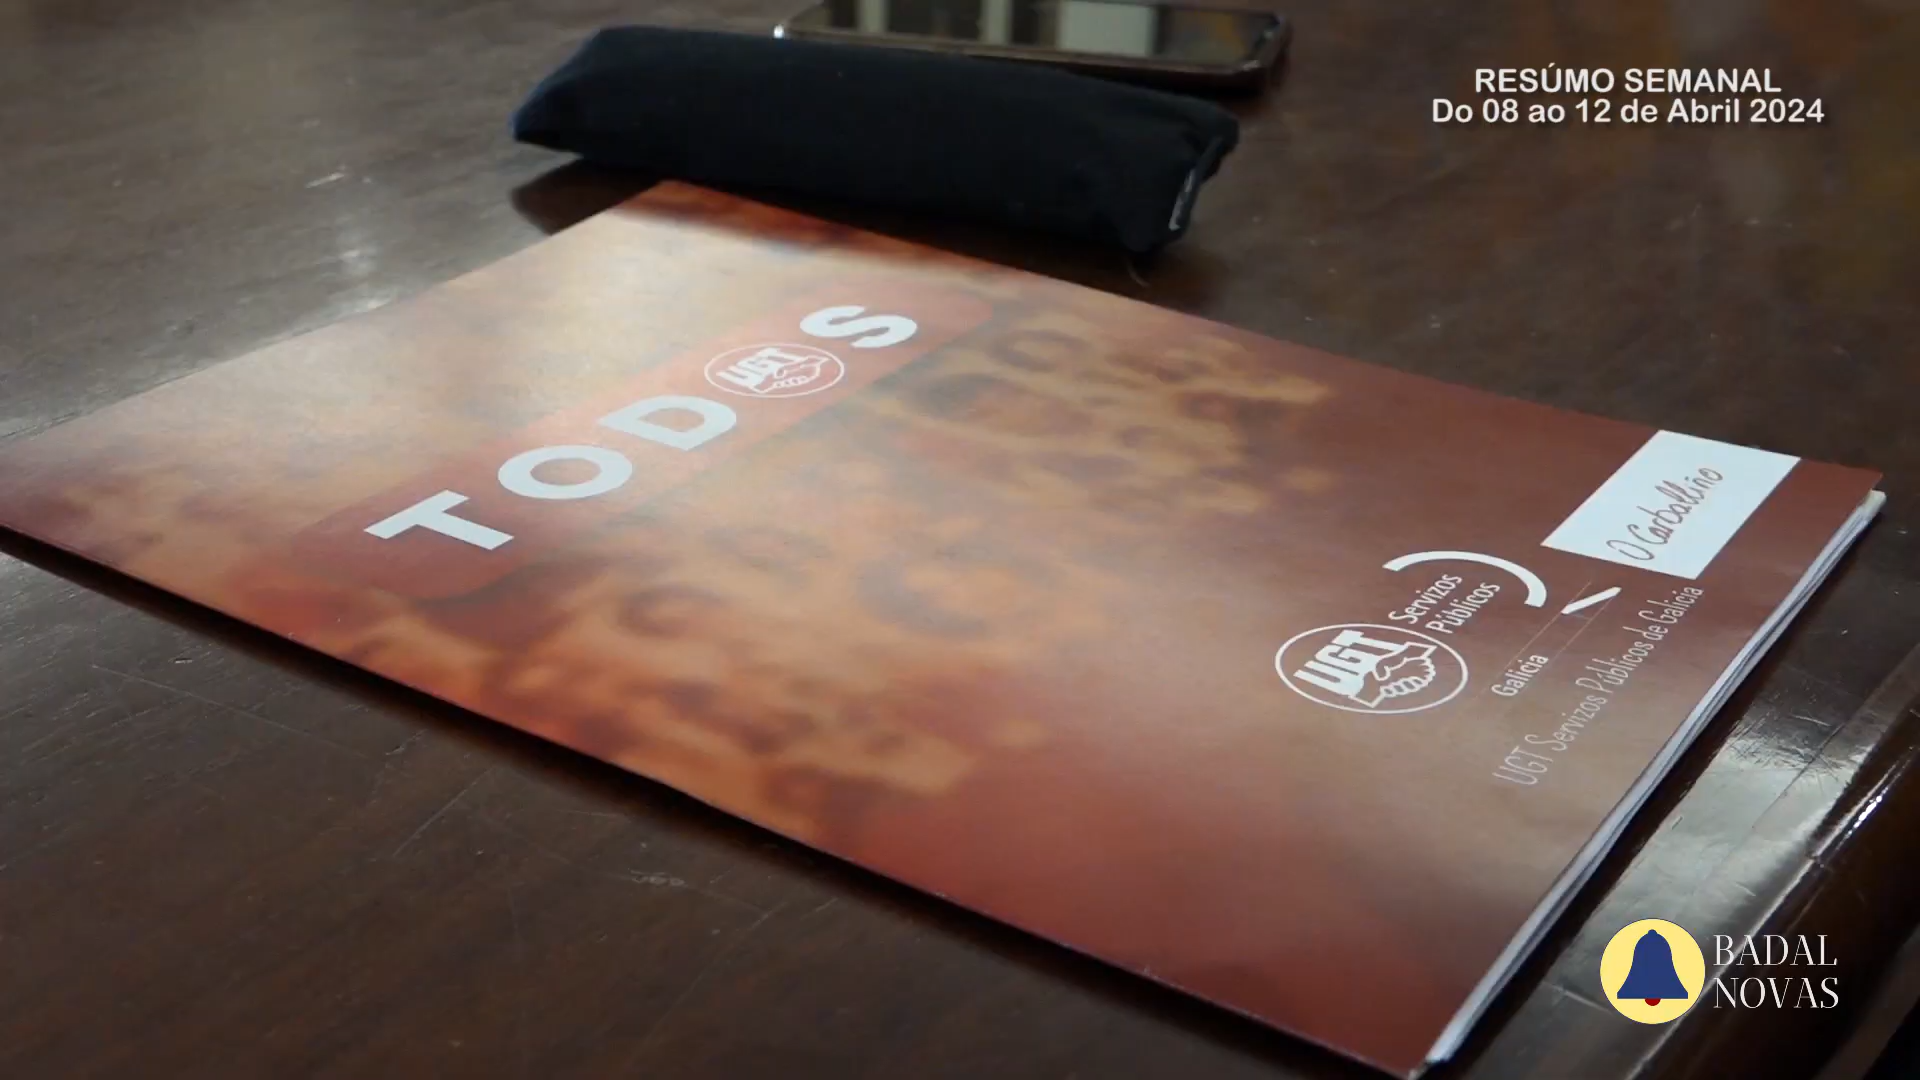 RESÚMO SEMANAL
Do 08 ao 12 de Abril 2024
TOD UGT S
O Carballiño
UGT Servizos
Públicos
Galicia
UGT Servizos Públicos de Galicia
BADAL
NOVAS